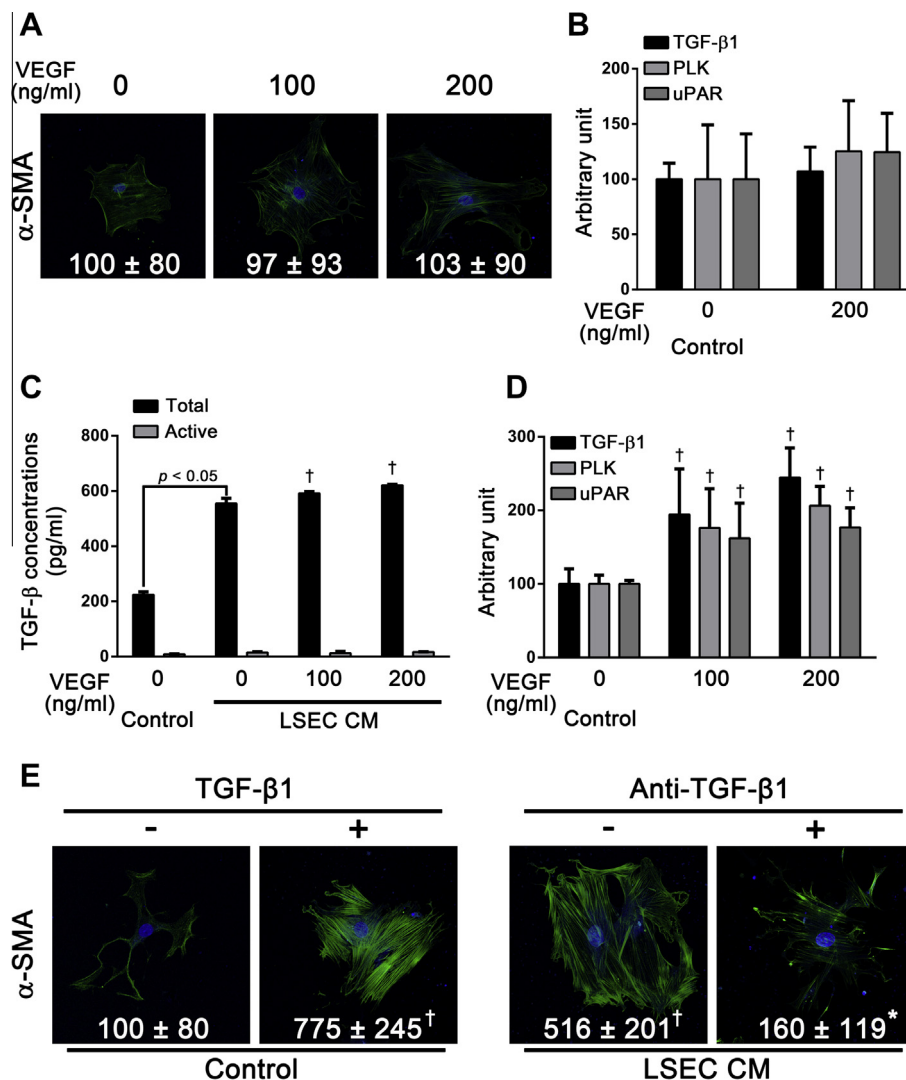 A
VEGF
(ng/ml)
0
100
200
α-SMA
100 ± 80
97 ± 93
103 ± 90
B
TGF-β1
PLK
uPAR
200
150
100
50
0
Arbitrary unit
VEGF
(ng/ml)
0
200
Control
C
Total
Active
800
600
400
200
0
TGF-β concentrations
(pg/ml)
p < 0.05
†
†
VEGF
(ng/ml)
0
0
100
200
Control
LSEC CM
D
TGF-β1
PLK
uPAR
300
200
100
0
Arbitrary unit
† † †
† † †
VEGF
(ng/ml)
0
100
200
Control
E
TGF-β1
- +
Anti-TGF-β1
- +
α-SMA
100 ± 80
775 ± 245†
516 ± 201†
160 ± 119*
Control
LSEC CM